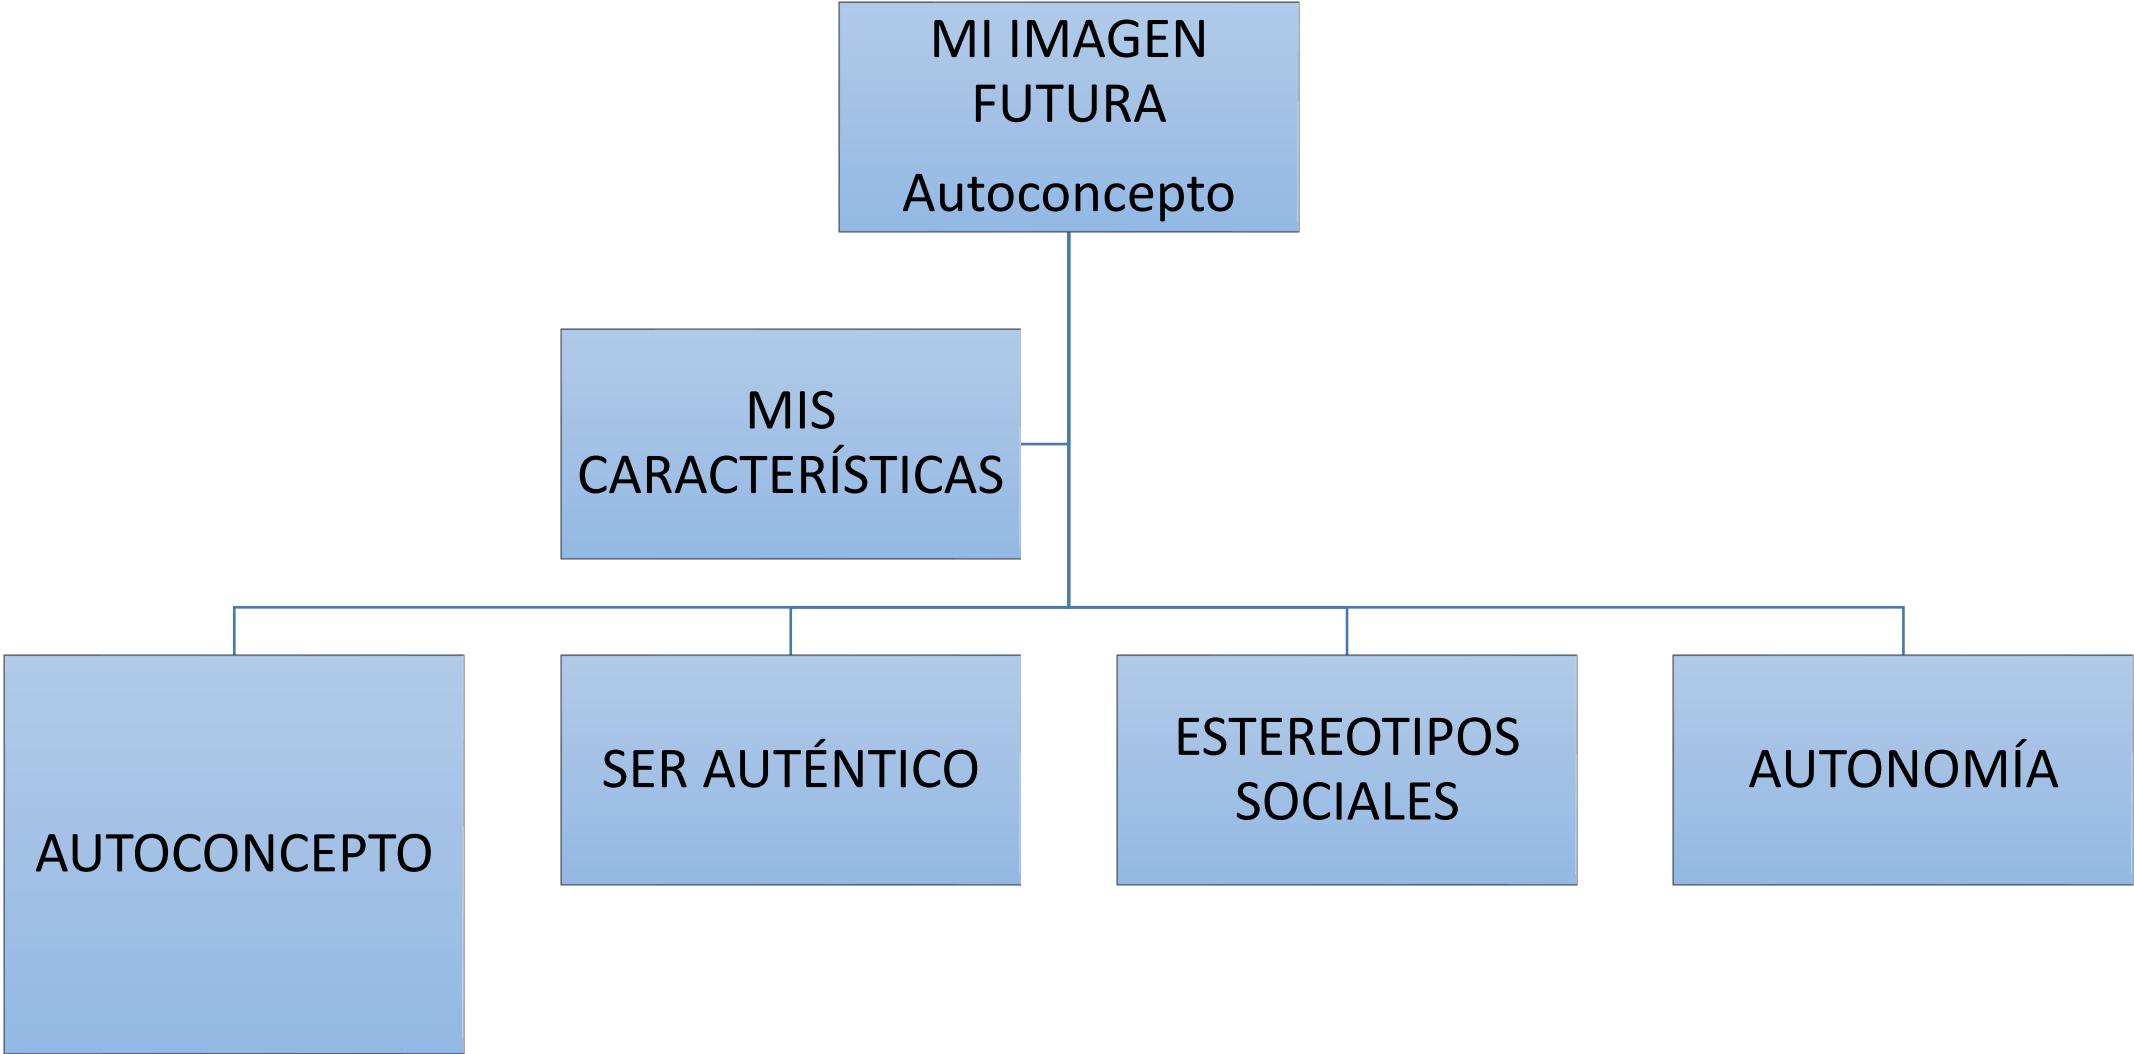 MI IMAGEN
FUTURA
Autoconcepto
MIS
CARACTERÍSTICAS
AUTOCONCEPTO
SER AUTÉNTICO
ESTEREOTIPOS
SOCIALES
AUTONOMÍA